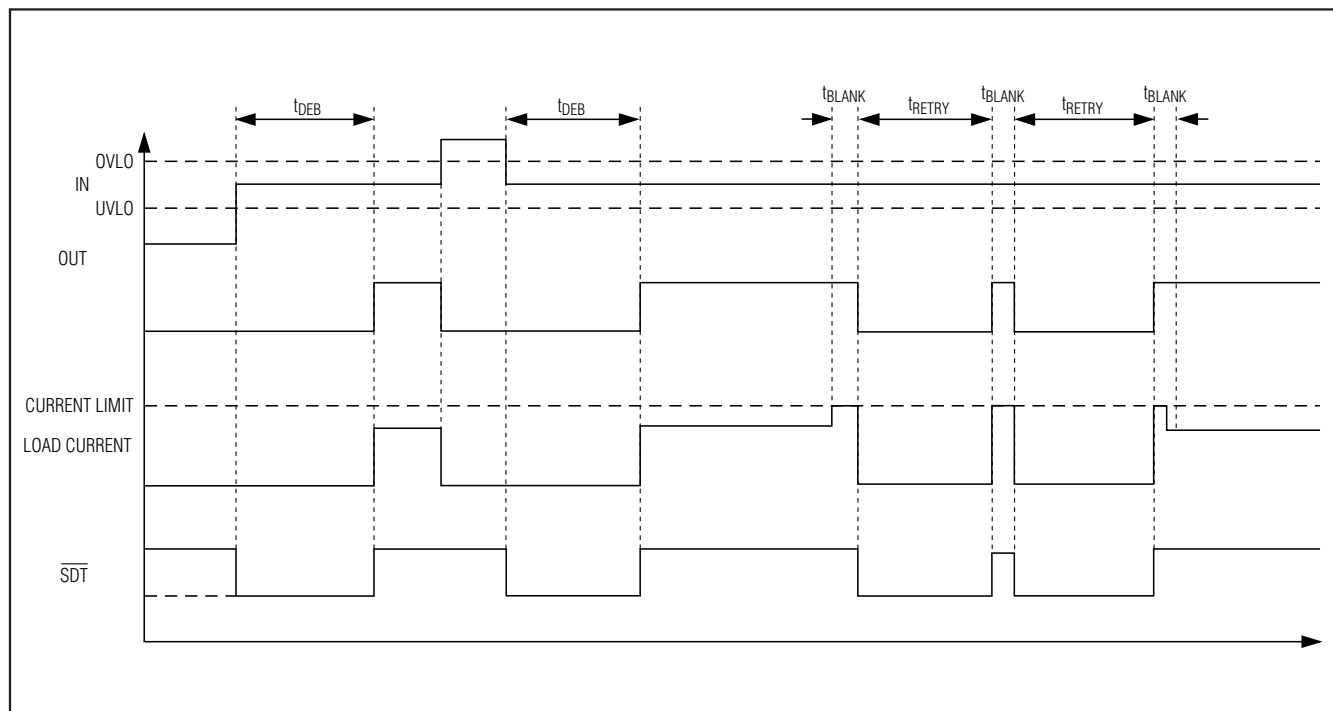 tBLANK tBLANK tBLANK
tDEB tDEB tRETRY tRETRY
OVLO
IN
UVLO
OUT
CURRENT LIMIT
LOAD CURRENT
SDT